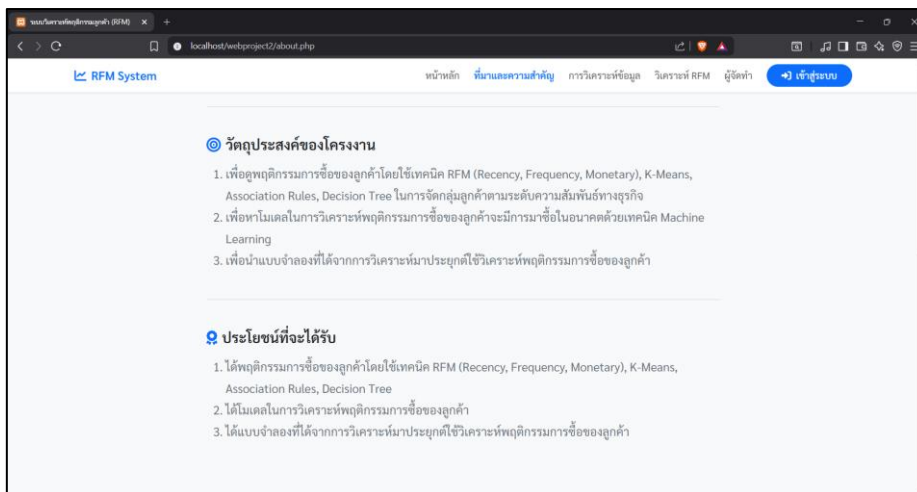 ระบบวิเคราะห์พฤติกรรมลูกค้า (RFM)
localhost/webproject2/about.php
RFM System
หน้าหลัก ที่มาและความสำคัญ การวิเคราะห์ข้อมูล วิเคราะห์ RFM ผู้จัดทำ เข้าสู่ระบบ
วัตถุประสงค์ของโครงงาน
1. เพื่อดูพฤติกรรมการซื้อของลูกค้าโดยใช้เทคนิค RFM (Recency, Frequency, Monetary), K-Means,
Association Rules, Decision Tree ในการจัดกลุ่มลูกค้าตามระดับความสัมพันธ์ทางธุรกิจ
2. เพื่อหาโมเดลในการวิเคราะห์พฤติกรรมการซื้อของลูกค้าจะมีการมาซื้อในอนาคตด้วยเทคนิค Machine
Learning
3. เพื่อนำแบบจำลองที่ได้จากการวิเคราะห์มาประยุกต์ใช้วิเคราะห์พฤติกรรมการซื้อของลูกค้า
ประโยชน์ที่จะได้รับ
1. ได้พฤติกรรมการซื้อของลูกค้าโดยใช้เทคนิค RFM (Recency, Frequency, Monetary), K-Means,
Association Rules, Decision Tree
2. ได้โมเดลในการวิเคราะห์พฤติกรรมการซื้อของลูกค้า
3. ได้แบบจำลองที่ได้จากการวิเคราะห์มาประยุกต์ใช้วิเคราะห์พฤติกรรมการซื้อของลูกค้า